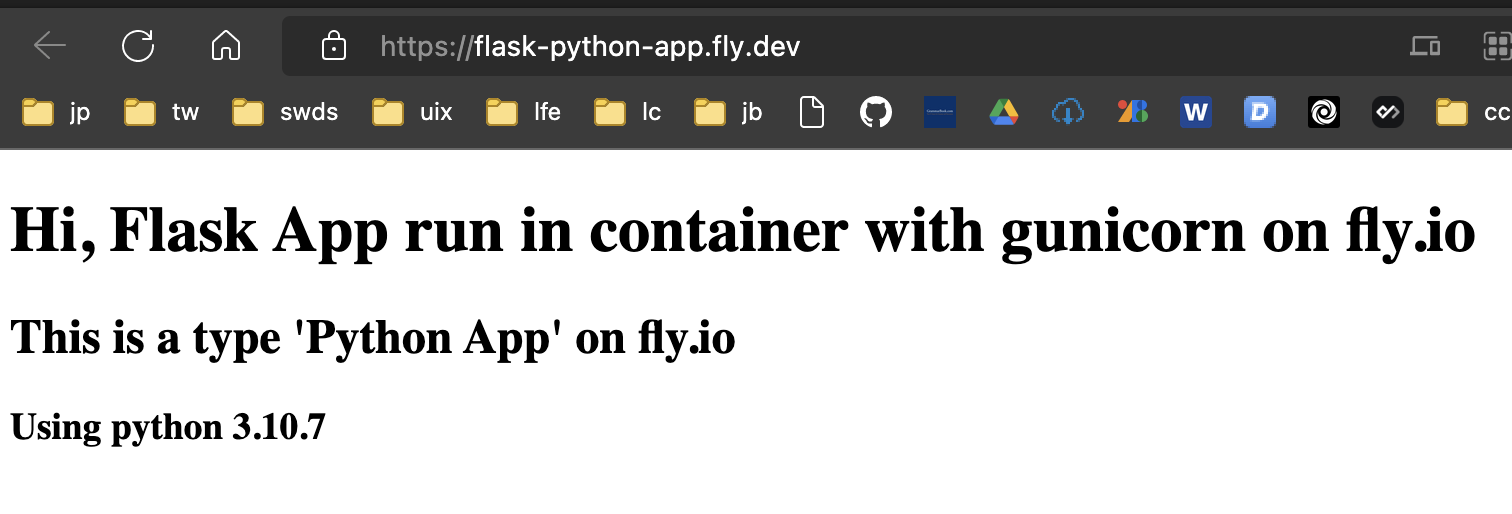 https://flask-python-app.fly.dev
jp tw swds uix lfe lc jb W D cc
Hi, Flask App run in container with gunicorn on fly.io
This is a type 'Python App' on fly.io
Using python 3.10.7